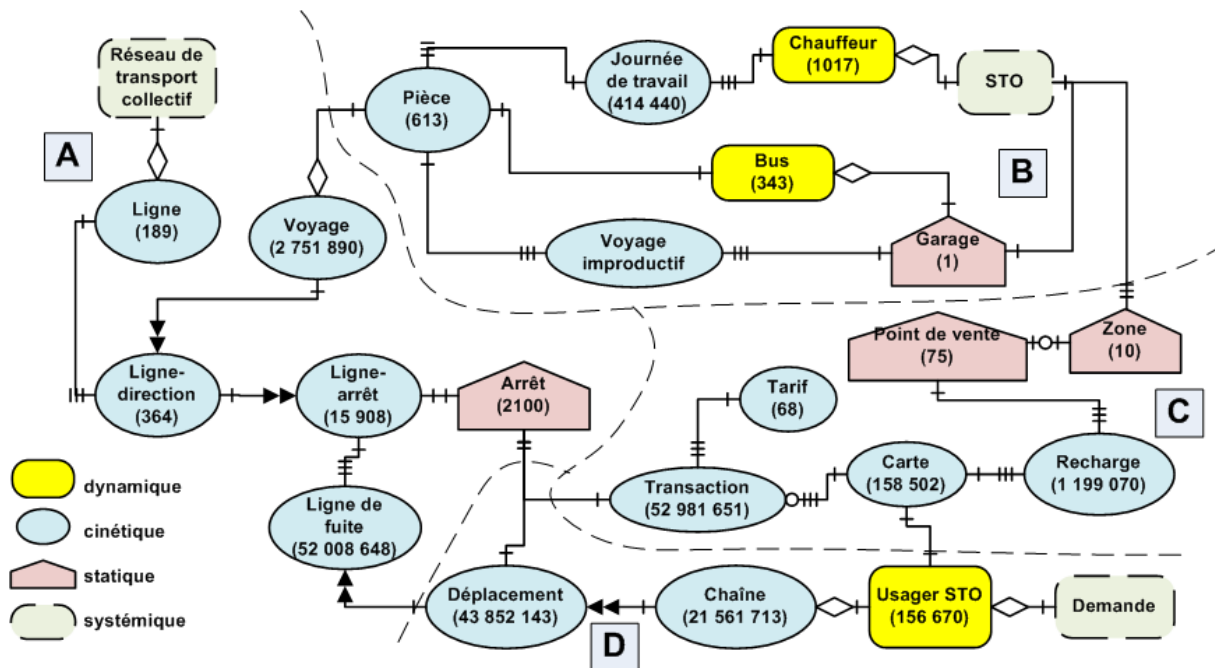 Réseau de
transport
collectif
A
Ligne
(189)
Voyage
(2 751 890)
Ligne-
direction
(364)
Ligne-
arrêt
(15 908)
Arrêt
(2100)
Ligne de
fuite
(52 008 648)
Pièce
(613)
Journée
de travail
(414 440)
Chauffeur
(1017)
STO
Bus
(343)
B
Voyage
improductif
Garage
(1)
Point de vente
(75)
Zone
(10)
Tarif
(68)
C
Transaction
(52 981 651)
Carte
(158 502)
Recharge
(1 199 070)
Déplacement
(43 852 143)
Chaîne
(21 561 713)
D
Usager STO
(156 670)
Demande
dynamique
cinétique
statique
systémique